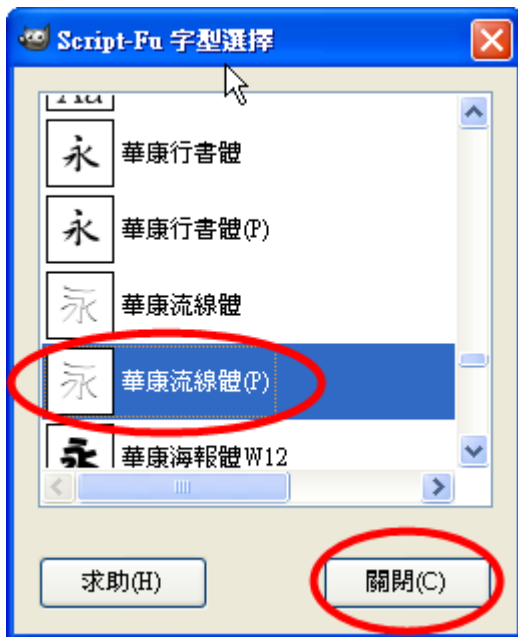 Script-Fu 字型選擇
永 華康行書體
永 華康行書體(P)
永 華康流線體
永 華康流線體(P)
永 華康海報體W12
求助(H) 關閉(C)